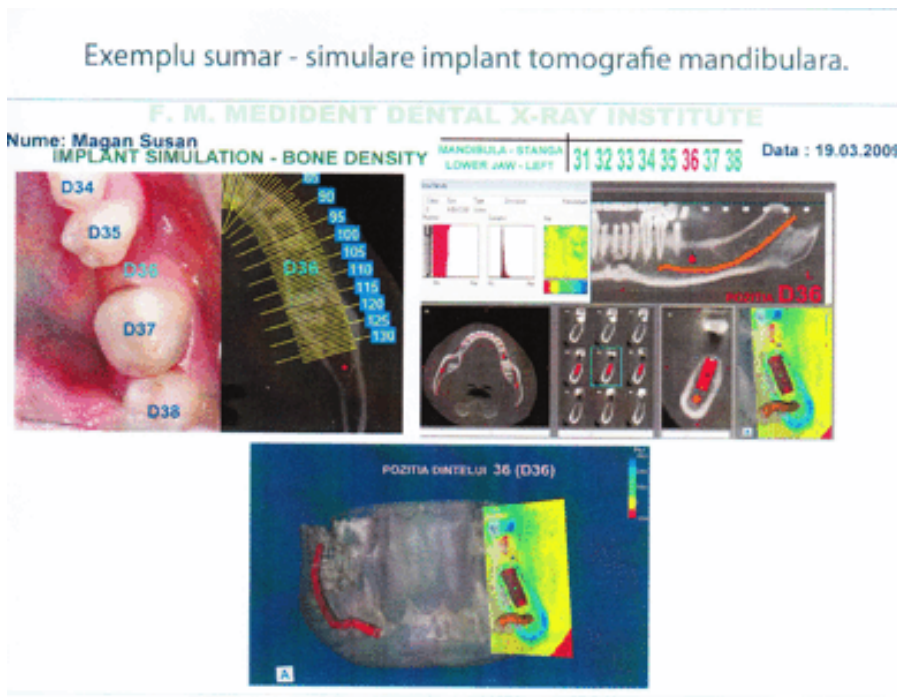 Exemplu sumar - simulare implant tomografie mandibulara.
F. M. MEDIDENT DENTAL X-RAY INSTITUTE
Nume: Magan Susan
IMPLANT SIMULATION - BONE DENSITY
MANDIBULA - STANGA
LOWER JAW - LEFT
31 32 33 34 35 36 37 38
Data : 19.03.2009
D34
D35
D36
D37
D38
90
95
100
105
110
115
120
125
130
D36
POZITIA D36
POZITIA DINTELUI 36 (D36)
A